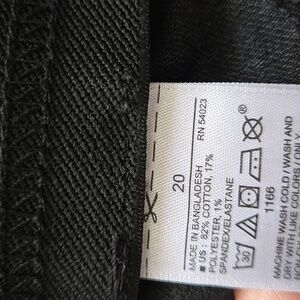 20
RN 54023
MADE IN BANGLADESH
■ US : 82% COTTON, 17%
POLYESTER, 1%
SPANDEX/ELASTANE
30
1166
MACHINE WASH COLD / WASH AND
DRY WITH LIKE COLORS / ONLY